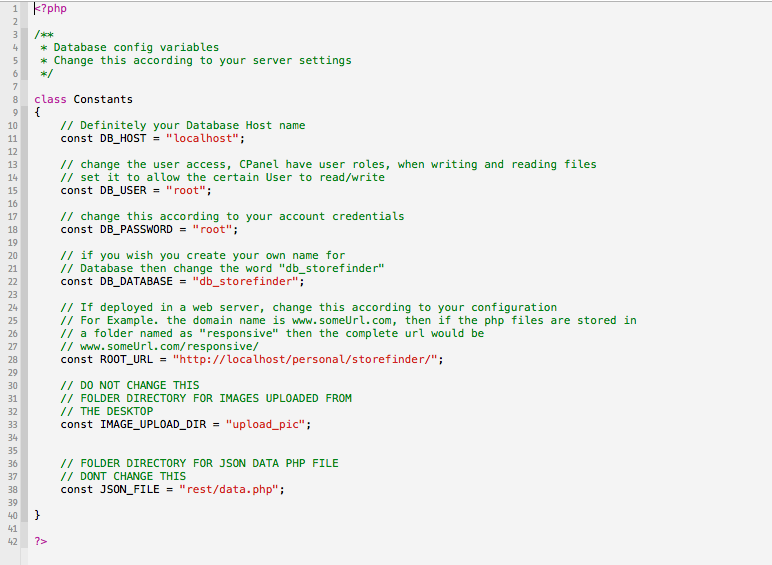 1 <?php
2
3 /**
4 * Database config variables
5 * Change this according to your server settings
6 */
7
8 class Constants
9 {
10 // Definitely your Database Host name
11 const DB_HOST = "localhost";
12
13 // change the user access, CPanel have user roles, when writing and reading files
14 // set it to allow the certain User to read/write
15 const DB_USER = "root";
16
17 // change this according to your account credentials
18 const DB_PASSWORD = "root";
19
20 // if you wish you create your own name for
21 // Database then change the word "db_storefinder"
22 const DB_DATABASE = "db_storefinder";
23
24 // If deployed in a web server, change this according to your configuration
25 // For Example. the domain name is www.someUrl.com, then if the php files are stored in
26 // a folder named as "responsive" then the complete url would be
27 // www.someUrl.com/responsive/
28 const ROOT_URL = "http://localhost/personal/storefinder/";
29
30 // DO NOT CHANGE THIS
31 // FOLDER DIRECTORY FOR IMAGES UPLOADED FROM
32 // THE DESKTOP
33 const IMAGE_UPLOAD_DIR = "upload_pic";
34
35
36 // FOLDER DIRECTORY FOR JSON DATA PHP FILE
37 // DONT CHANGE THIS
38 const JSON_FILE = "rest/data.php";
39
40 }
41
42 ?>